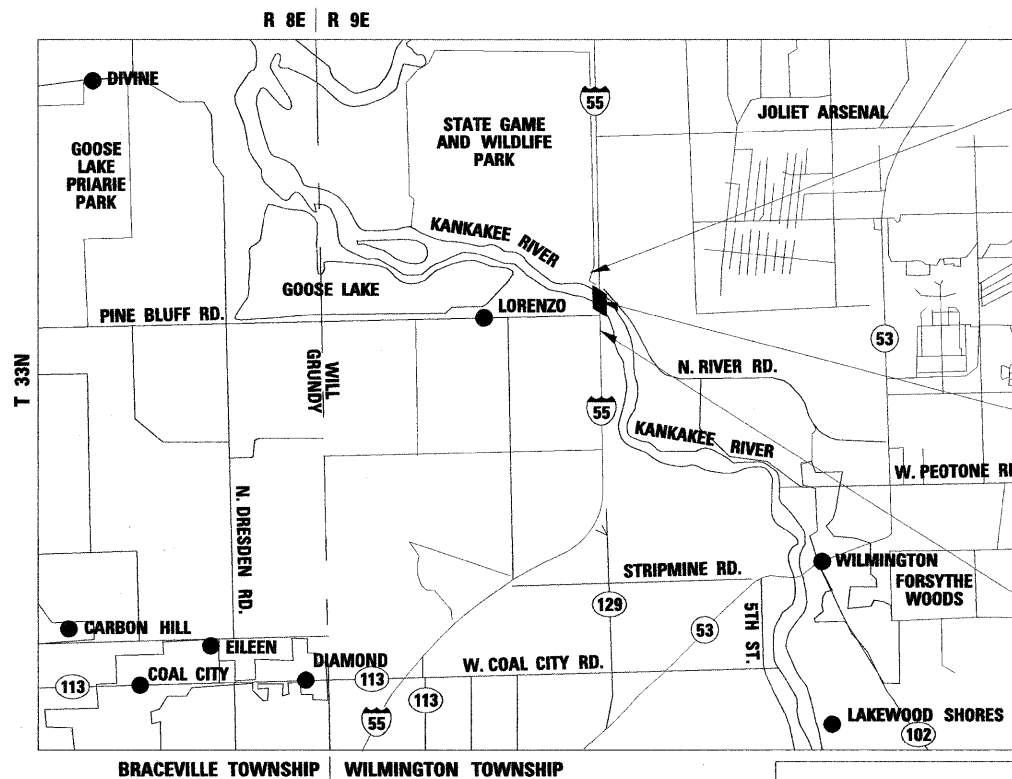 R 8E R 9E
DIVINE
55
JOLIET ARSENAL
STATE GAME
AND WILDLIFE
PARK
GOOSE
LAKE
PRIARIE
PARK
KANKAKEE RIVER
GOOSE LAKE
LORENZO
PINE BLUFF RD.
53
T 33N
WILL
GRUNDY
N. RIVER RD.
55
KANKAKEE RIVER
W. PEOTONE RD
N. DRESDEN RD.
WILMINGTON
STRIPMINE RD.
FORSYTHE
WOODS
129
5TH ST.
53
CARBON HILL
EILEEN
DIAMOND
W. COAL CITY RD.
COAL CITY
113
113
113
55
LAKEWOOD SHORES
102
BRACEVILLE TOWNSHIP WILMINGTON TOWNSHIP